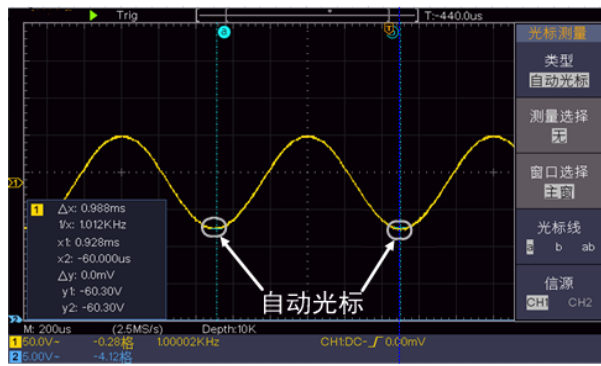 Trig
T:-440.0us
a
T
b
光标测量
类型
自动光标
测量选择
无
窗口选择
主窗
光标线
a b ab
信源
CH1 CH2
1
1
△x: 0.988ms
1/x: 1.012KHz
x1: 0.928ms
x2: -60.000us
△y: 0.0mV
y1: -60.30V
y2: -60.30V
自动光标
2
M: 200us (2.5MS/s) Depth:10K
1 50.0V~ -0.28格 1.00002KHz CH1:DC- 0.00mV
2 5.00V~ -4.12格